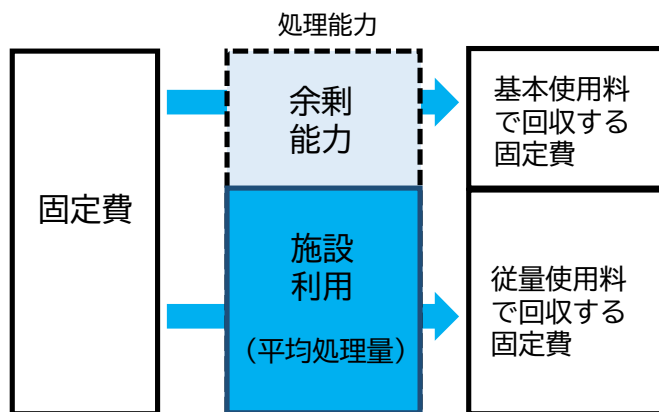 処理能力
固定費
余剰
能力
基本使用料
で回収する
固定費
施設
利用
（平均処理量）
従量使用料
で回収する
固定費